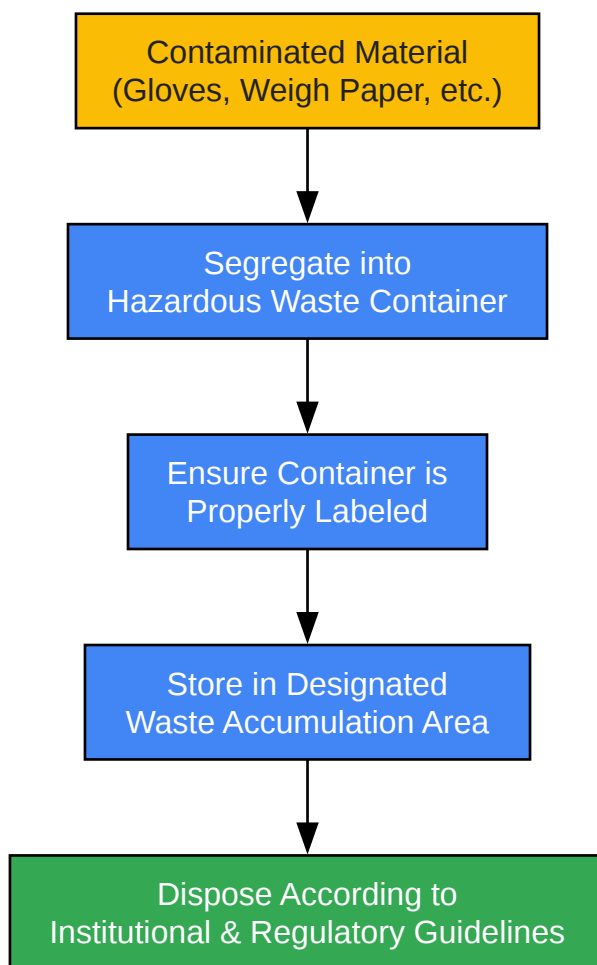 Contaminated Material
(Gloves, Weigh Paper, etc.)
Segregate into
Hazardous Waste Container
Ensure Container is
Properly Labeled
Store in Designated
Waste Accumulation Area
Dispose According to
Institutional & Regulatory Guidelines